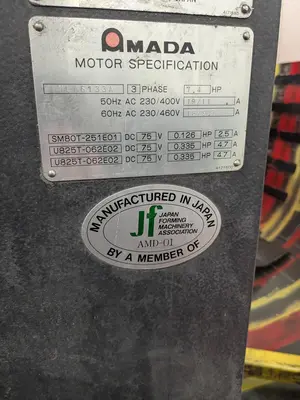 AMADA
MOTOR SPECIFICATION
3 PHASE HP
50Hz AC 230/400V A
60Hz AC 230/460V A
SM80T-251E01 DC 75 V 0.126 HP 2.5 A
U825T-062E02 DC 75 V 0.335 HP 4.7 A
U825T-062E02 DC 75 V 0.335 HP 4.7 A
MANUFACTURED IN JAPAN
Jf JAPAN
FORMING
MACHINERY
ASSOCIATION
AMD-01
BY A MEMBER OF